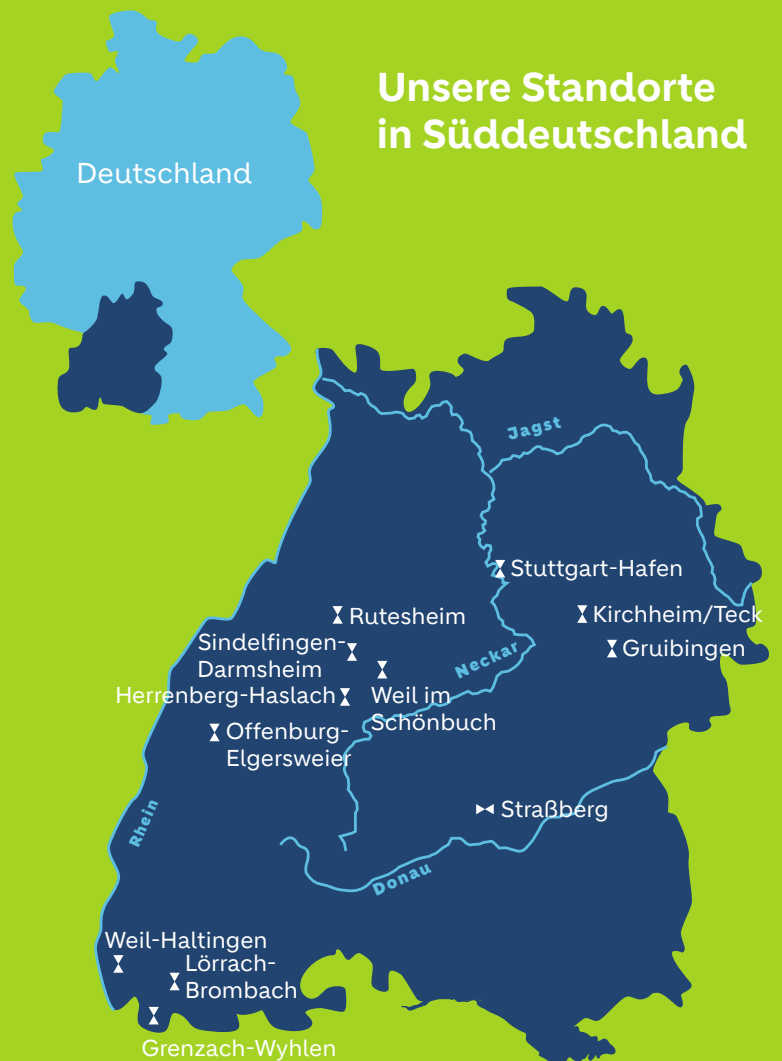 Unsere Standorte
in Süddeutschland
Deutschland
Jagst
Stuttgart-Hafen
Rutesheim
Kirchheim/Teck
Sindelfingen-
Darmsheim
Gruibingen
Neckar
Herrenberg-Haslach
Weil im
Schönbuch
Offenburg-
Elgersweier
Rhein
Straßberg
Donau
Weil-Haltingen
Lörrach-
Brombach
Grenzach-Wyhlen